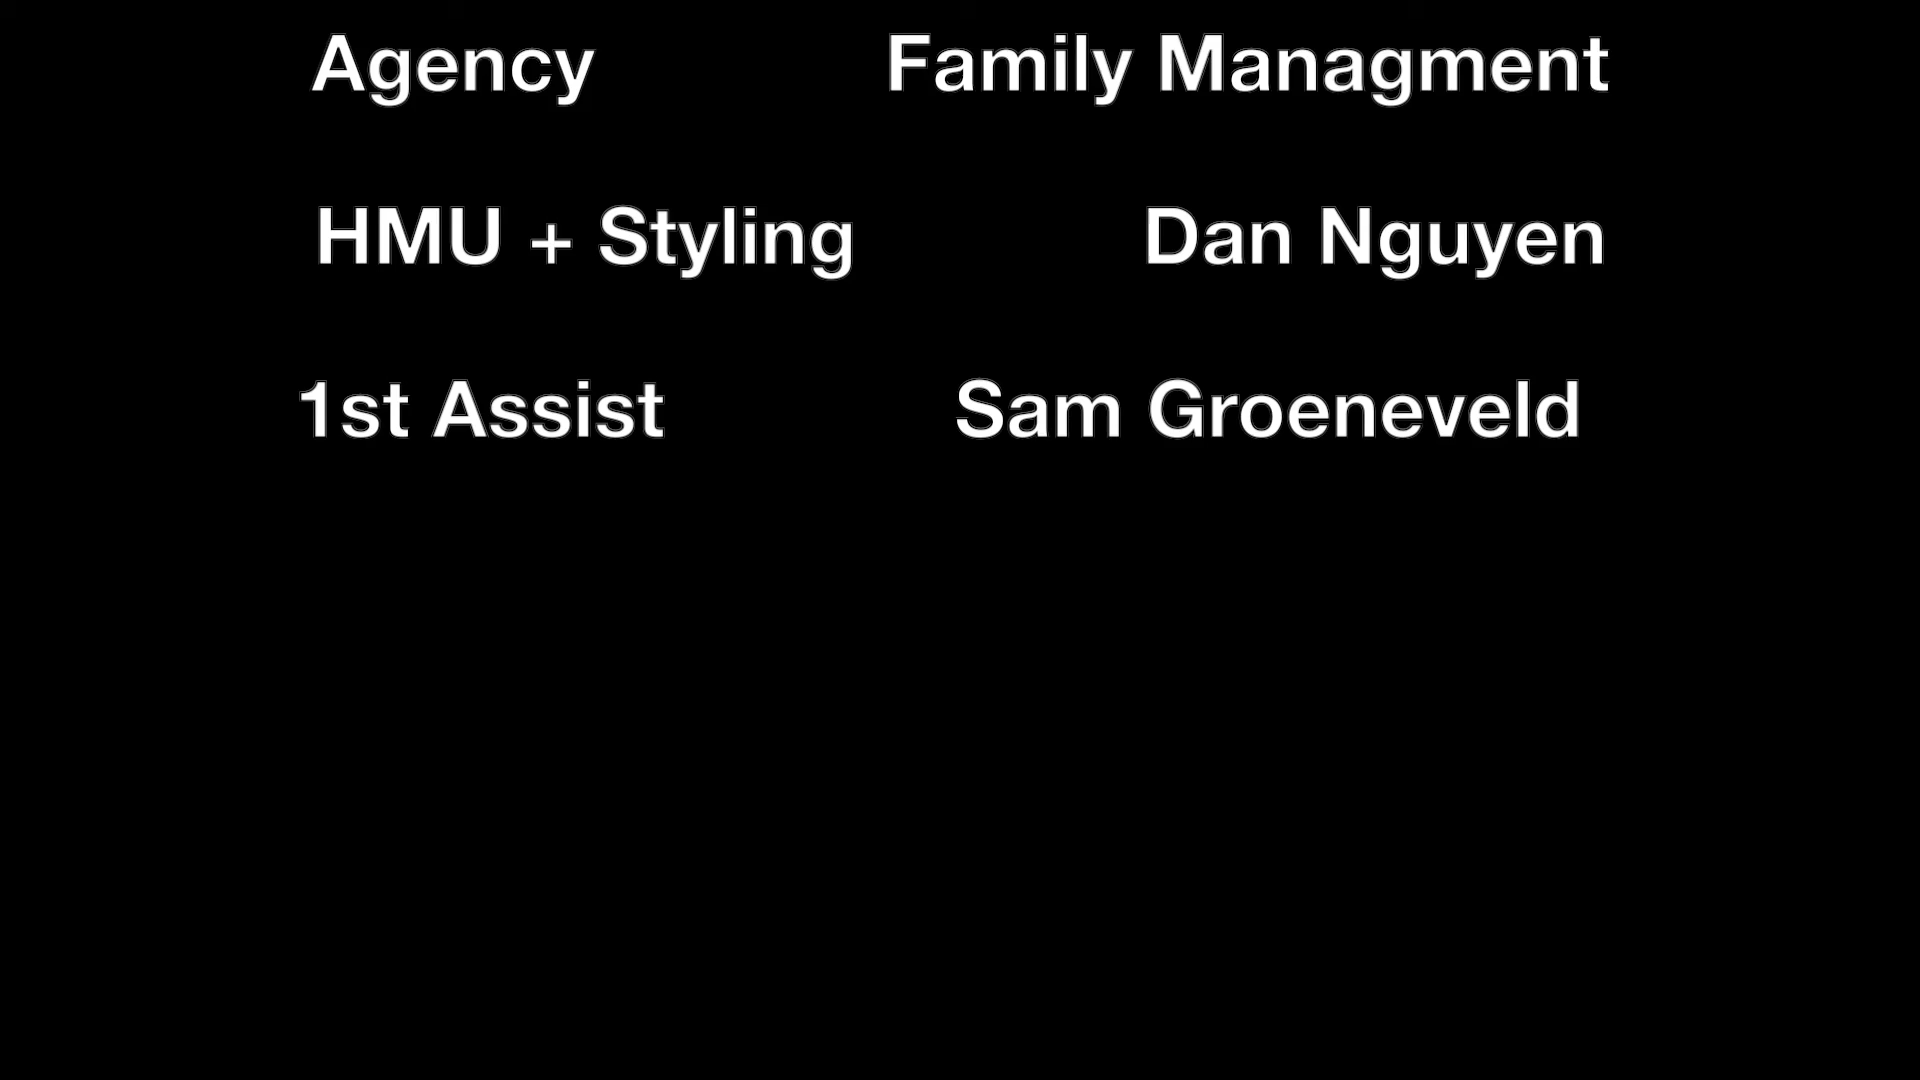 Agency Family Managment
HMU + Styling Dan Nguyen
1st Assist Sam Groeneveld